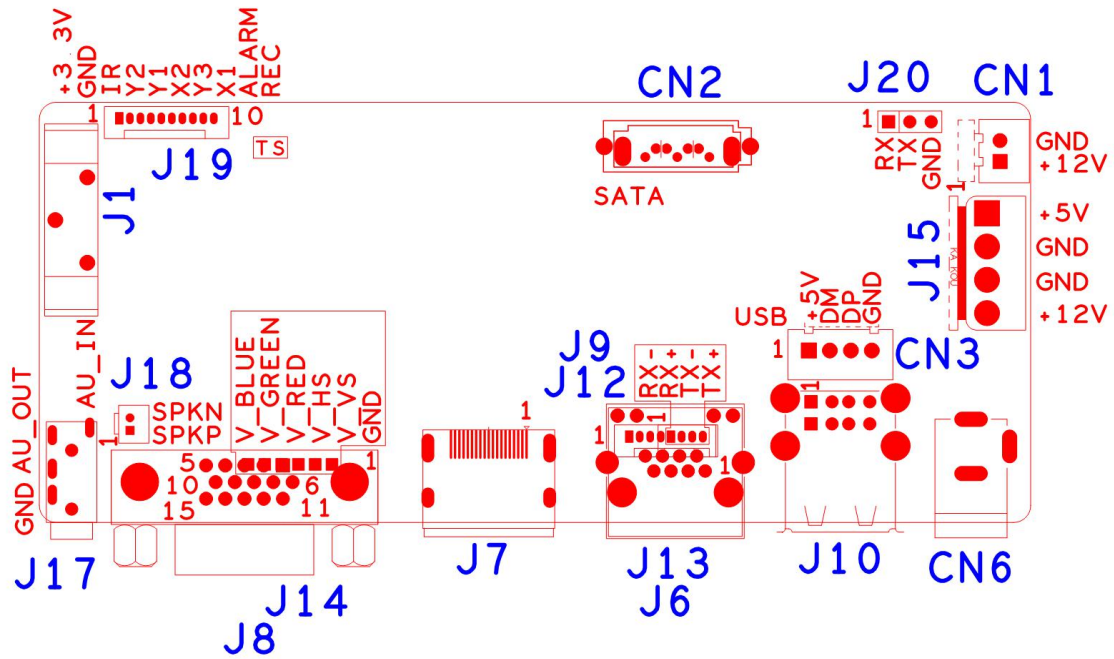 +3.3V
GND
IR
Y2
Y1
X2
Y3
X1
ALARM
REC
1
10
J19
TS
J1
CN2
SATA
J20
1
RX
TX
GND
CN1
GND
+12V
1
J15
KA_KOU
+5V
GND
GND
+12V
USB
+5V
DM
DP
GND
1
CN3
J9
J12
RX -
RX +
TX -
TX +
1
1
1
1
AU_IN
J18
SPKN
SPKP
1
GND
AU_OUT
V_BLUE
V_GREEN
V_RED
V_HS
V_VS
GND
5
1
10
6
15
11
1
J17
J14
J8
J7
J13
J6
J10
CN6